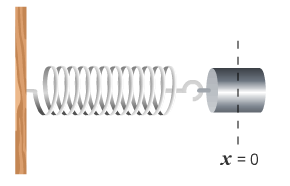 x = 0